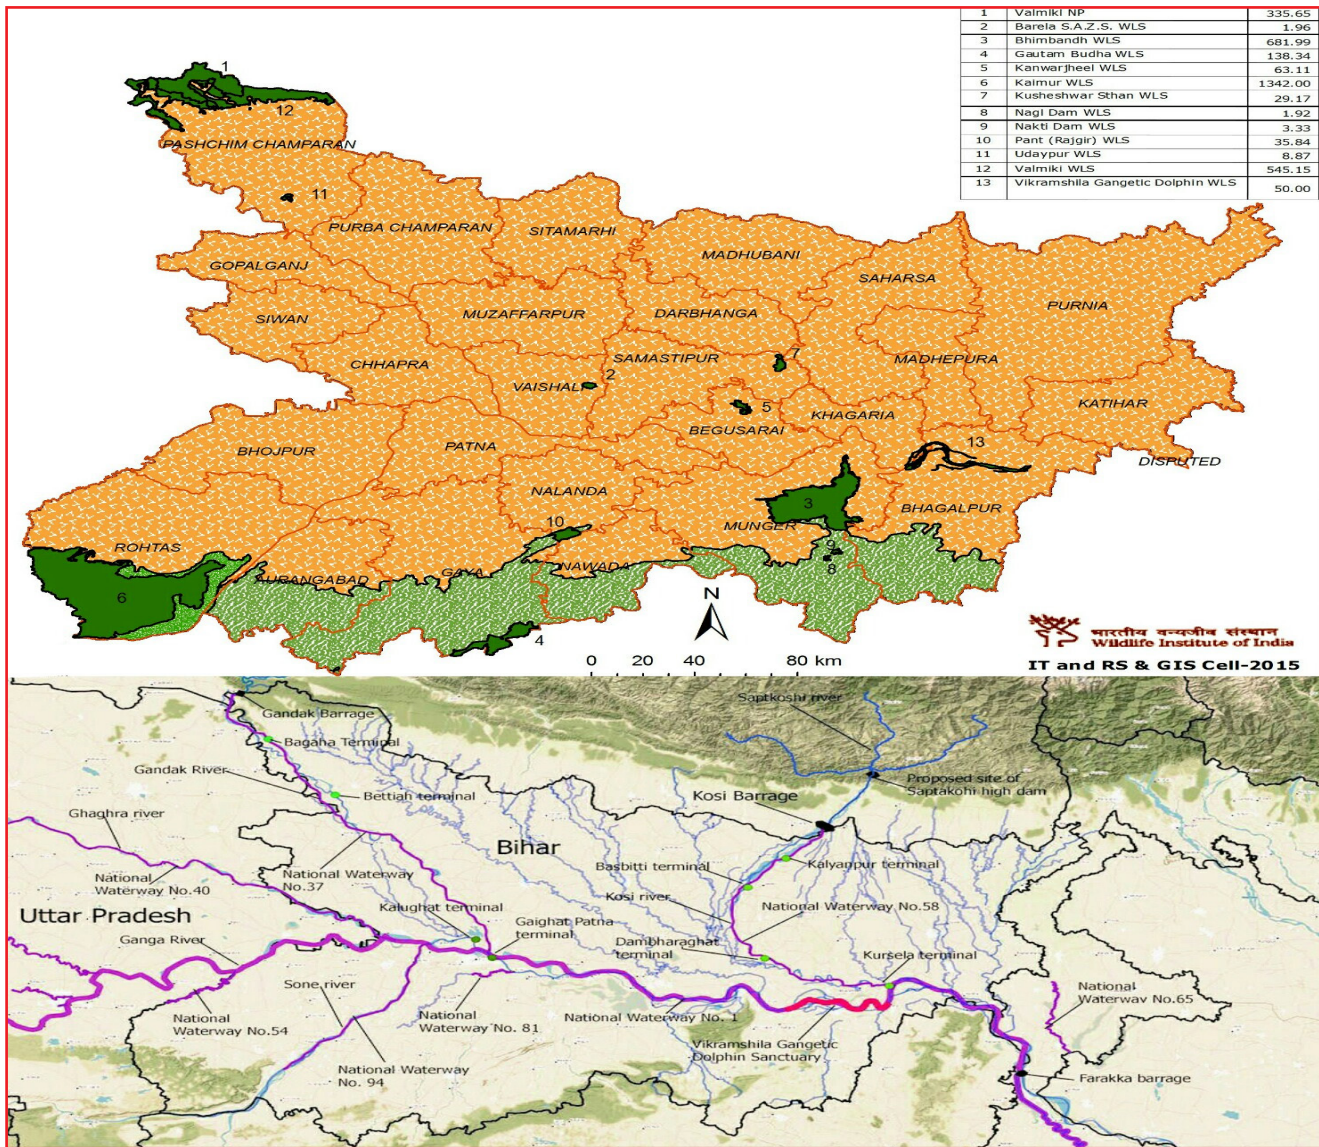 1 Valmiki NP 335.65
2 Barela S.A.Z.S. WLS 1.96
3 Bhimbandh WLS 681.99
4 Gautam Budha WLS 138.34
5 Kanwarjheel WLS 63.11
6 Kaimur WLS 1342.00
7 Kusheshwar Sthan WLS 29.17
8 Nagi Dam WLS 1.92
9 Nakti Dam WLS 3.33
10 Pant (Rajgir) WLS 35.84
11 Udaypur WLS 8.87
12 Valmiki WLS 545.15
13 Vikramshila Gangetic Dolphin WLS 50.00
1
12
PASHCHIM CHAMPARAN
11
PURBA CHAMPARAN
SITAMARHI
MADHUBANI
GOPALGANJ
SAHARSA
PURNIA
SIWAN
MUZAFFARPUR
DARBHANGA
CHHAPRA
SAMASTIPUR
7
MADHEPURA
VAISHALI
2
5
KATIHAR
KHAGARIA
BEGUSARAI
BHOJPUR
PATNA
13
DISPUTED
NALANDA
3
BHAGALPUR
10
MUNGER
ROHTAS
9
8
AURANGABAD
GAYA
NAWADA
6
4
N
0 20 40 80 km
भारतीय वन्यजीव संस्थान
Wildlife Institute of India
IT and RS & GIS Cell-2015
Saptkoshi river
Gandak Barrage
Bagaha Terminal
Gandak River
Proposed site of
Saptakohi high dam
Bettiah terminal
Kosi Barrage
Ghaghra river
Bihar
Basbitti terminal
Kalyanpur terminal
National
Waterway No.40
National Waterway
No.37
Kosi river
Kalughat terminal
National Waterway No.58
Uttar Pradesh
Gaighat Patna
terminal
Ganga River
Dambharaghat
terminal
Kursela terminal
Sone river
National
Waterway No.65
National
Waterway No.54
National
Waterway No. 81
National Waterway No. 1
Vikramshila Gangetic
Dolphin Sanctuary
National Waterway
No. 94
Farakka barrage